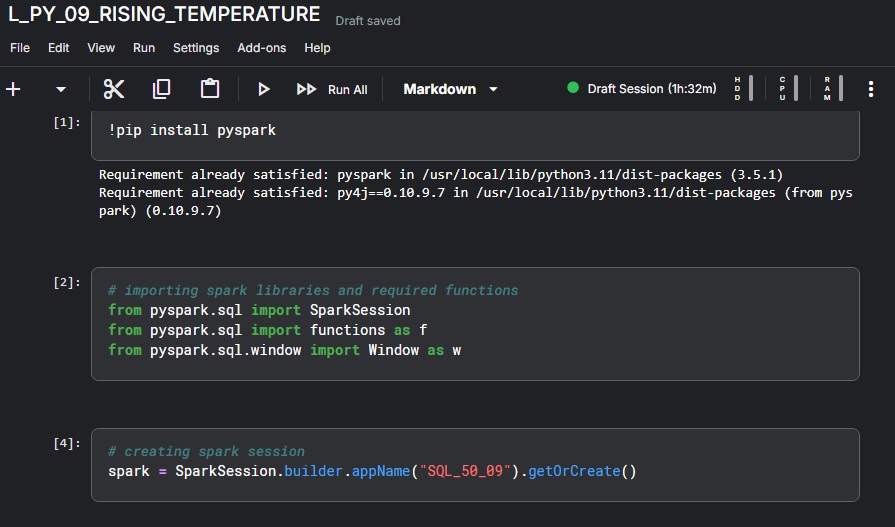 L_PY_09_RISING_TEMPERATURE Draft saved
File Edit View Run Settings Add-ons Help
+ Run All Markdown Draft Session (1h:32m) HDD CPU RAM
[1]: !pip install pyspark
Requirement already satisfied: pyspark in /usr/local/lib/python3.11/dist-packages (3.5.1)
Requirement already satisfied: py4j==0.10.9.7 in /usr/local/lib/python3.11/dist-packages (from pys
park) (0.10.9.7)
[2]: # importing spark libraries and required functions
from pyspark.sql import SparkSession
from pyspark.sql import functions as f
from pyspark.sql.window import Window as w
[4]: # creating spark session
spark = SparkSession.builder.appName("SQL_50_09").getOrCreate()